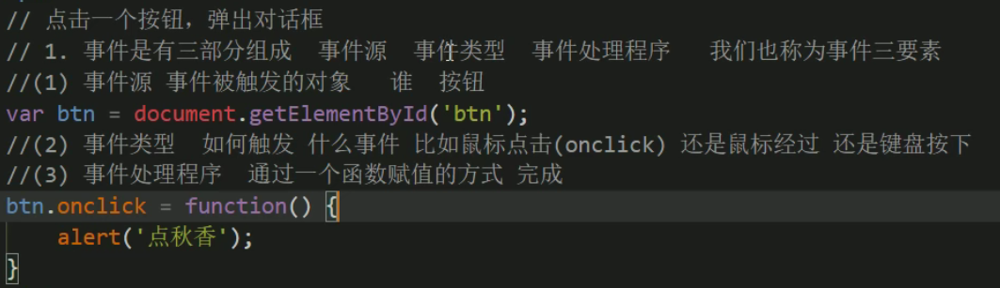 // 点击一个按钮，弹出对话框
// 1. 事件是有三部分组成  事件源  事件类型  事件处理程序   我们也称为事件三要素
//(1) 事件源 事件被触发的对象   谁  按钮
var btn = document.getElementById('btn');
//(2) 事件类型  如何触发 什么事件 比如鼠标点击(onclick) 还是鼠标经过 还是键盘按下
//(3) 事件处理程序  通过一个函数赋值的方式 完成
btn.onclick = function() {
    alert('点秋香');
}